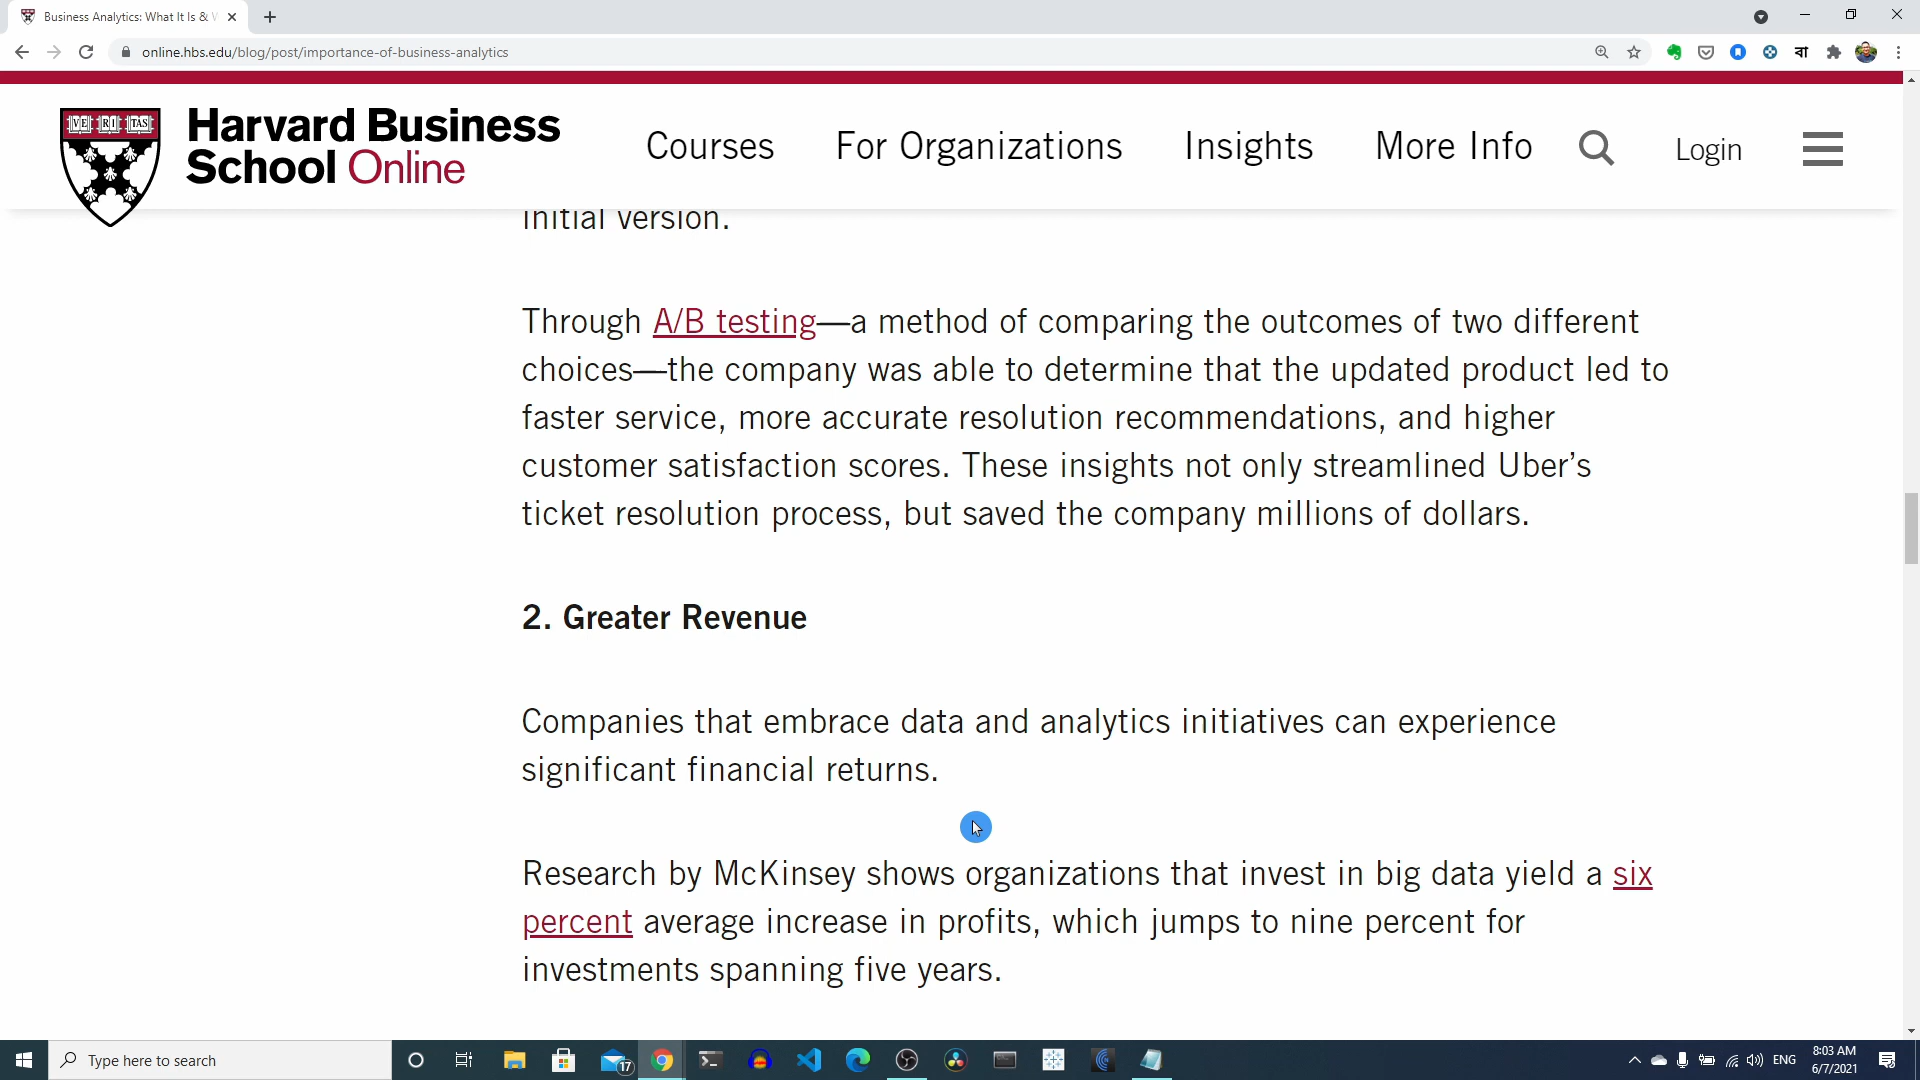 Business Analytics: What It Is & W
online.hbs.edu/blog/post/importance-of-business-analytics
বা
VE RI TAS
Harvard Business
School Online
Courses
For Organizations
Insights
More Info
Login
initial version.
Through A/B testing—a method of comparing the outcomes of two different
choices—the company was able to determine that the updated product led to
faster service, more accurate resolution recommendations, and higher
customer satisfaction scores. These insights not only streamlined Uber’s
ticket resolution process, but saved the company millions of dollars.
2. Greater Revenue
Companies that embrace data and analytics initiatives can experience
significant financial returns.
Research by McKinsey shows organizations that invest in big data yield a six
percent average increase in profits, which jumps to nine percent for
investments spanning five years.
Type here to search
17
ENG
8:03 AM
6/7/2021